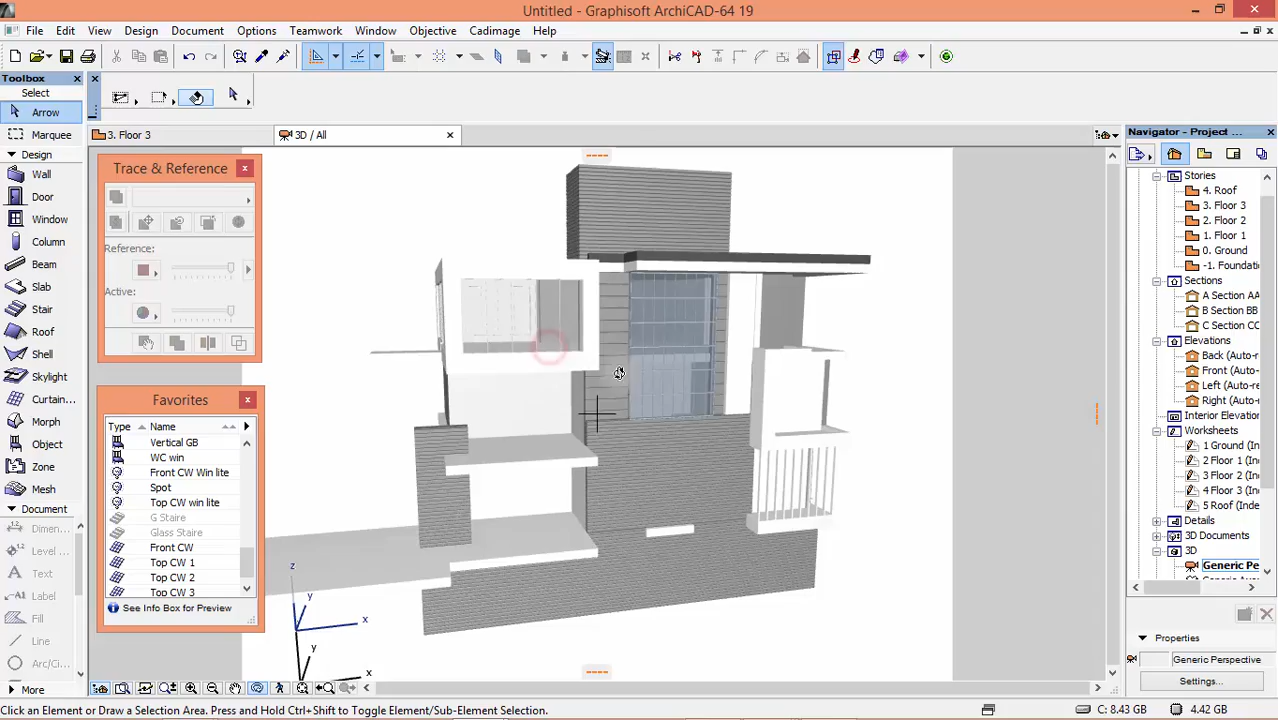 Untitled - Graphisoft ArchiCAD-64 19
File Edit View Design Document Options Teamwork Window Objective Cadimage Help
Toolbox
Select
Arrow
Marquee
Design
Wall
Door
Window
Column
Beam
Slab
Stair
Roof
Shell
Skylight
Curtain...
Morph
Object
Zone
Mesh
Document
Dimen...
Level ...
Text
Label
Fill
Line
Arc/Ci...
More
3. Floor 3
3D / All
Trace & Reference
Reference:
Active:
Favorites
Type Name
Vertical GB
WC win
Front CW Win lite
Spot
Top CW win lite
G Staire
Glass Staire
Front CW
Top CW 1
Top CW 2
Top CW 3
See Info Box for Preview
z
y
x
y
x
Navigator - Project ...
Stories
4. Roof
3. Floor 3
2. Floor 2
1. Floor 1
0. Ground
-1. Foundatio
Sections
A Section AA
B Section BB
C Section CC
Elevations
Back (Auto-r
Front (Auto-
Left (Auto-re
Right (Auto-r
Interior Elevatio
Worksheets
1 Ground (In
2 Floor 1 (Ind
3 Floor 2 (Ind
4 Floor 3 (Ind
5 Roof (Inde
Details
3D Documents
3D
Generic Pe
Properties
Generic Perspective
Settings...
Click an Element or Draw a Selection Area. Press and Hold Ctrl+Shift to Toggle Element/Sub-Element Selection.
C: 8.43 GB
4.42 GB